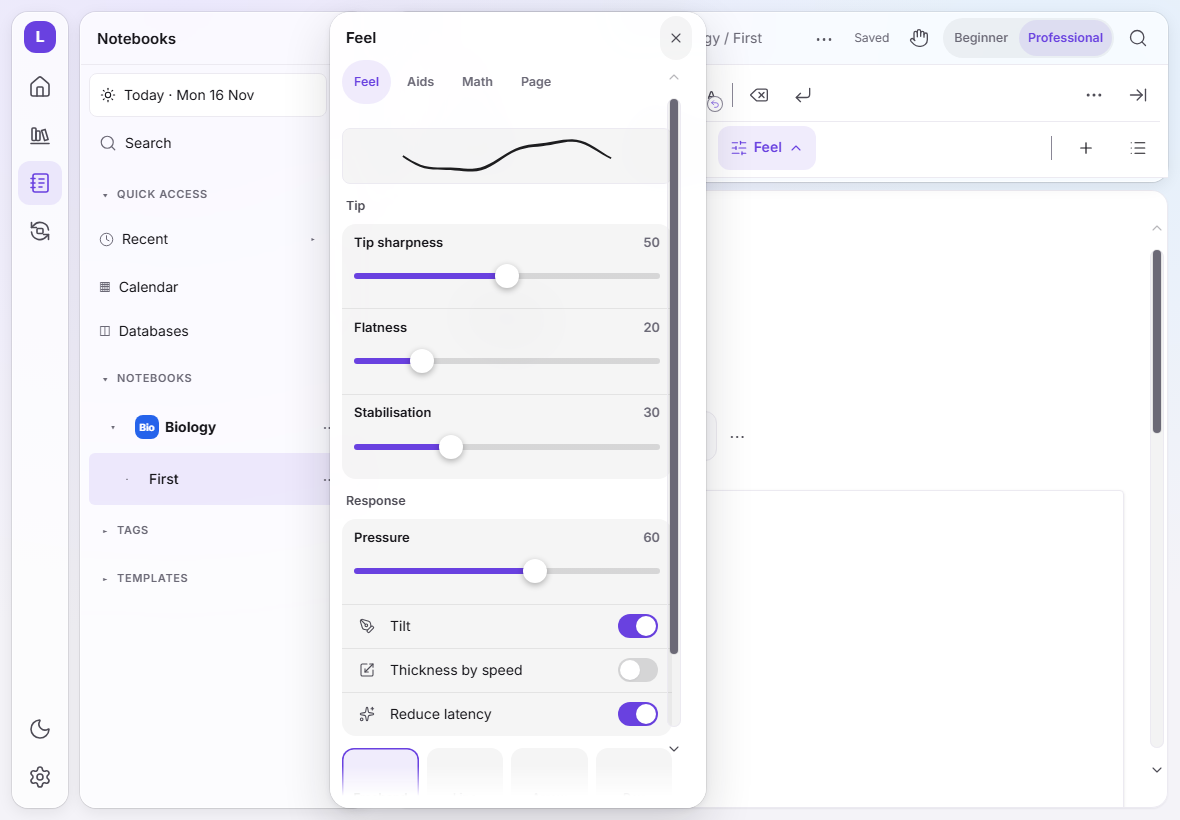 L
Notebooks
Today · Mon 16 Nov
Search
QUICK ACCESS
Recent
Calendar
Databases
NOTEBOOKS
Bio Biology
First
TAGS
TEMPLATES
Feel
Feel Aids Math Page
Tip
Tip sharpness 50
Flatness 20
Stabilisation 30
Response
Pressure 60
Tilt
Thickness by speed
Reduce latency
gy / First
Saved
Beginner Professional
Feel